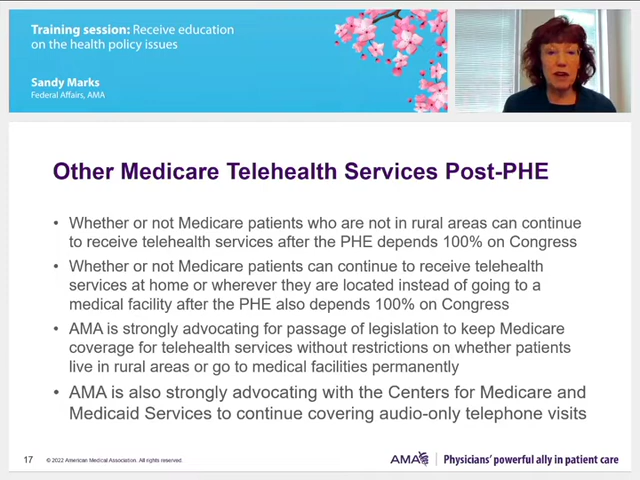 Training session: Receive education
on the health policy issues
Sandy Marks
Federal Affairs, AMA
Other Medicare Telehealth Services Post-PHE
• Whether or not Medicare patients who are not in rural areas can continue
to receive telehealth services after the PHE depends 100% on Congress
• Whether or not Medicare patients can continue to receive telehealth
services at home or wherever they are located instead of going to a
medical facility after the PHE also depends 100% on Congress
• AMA is strongly advocating for passage of legislation to keep Medicare
coverage for telehealth services without restrictions on whether patients
live in rural areas or go to medical facilities permanently
• AMA is also strongly advocating with the Centers for Medicare and
Medicaid Services to continue covering audio-only telephone visits
17 © 2022 American Medical Association. All rights reserved.
AMA Physicians' powerful ally in patient care